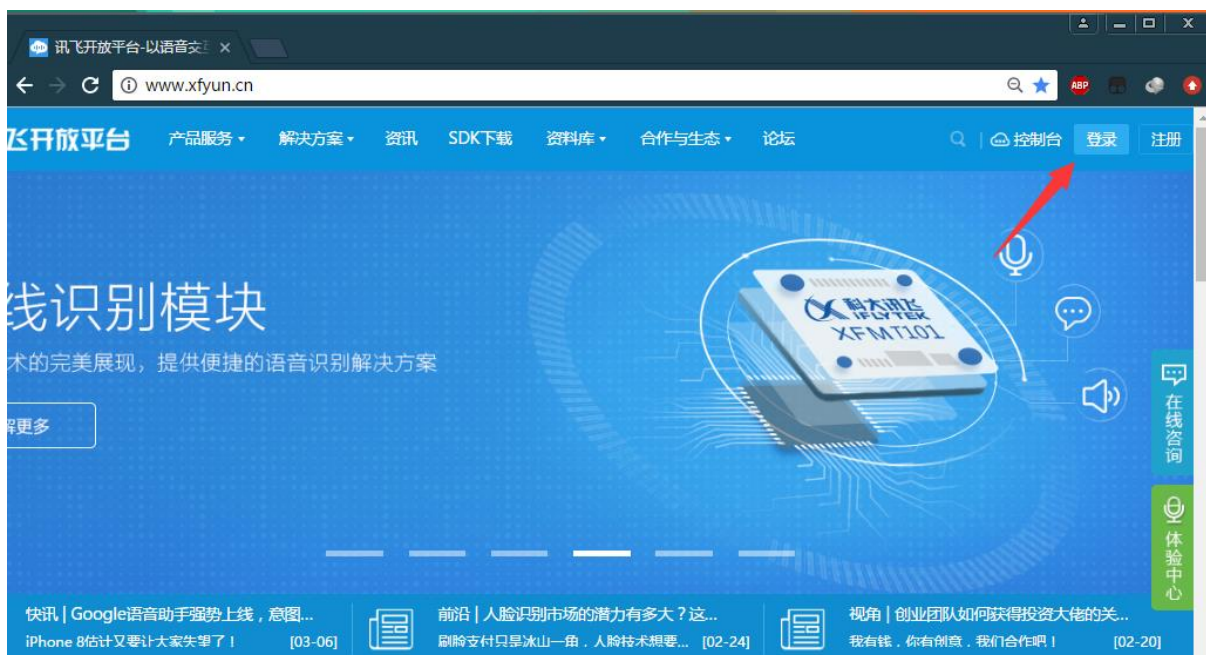 讯飞开放平台-以语音交互
www.xfyun.cn
ABP
飞开放平台 产品服务 解决方案 资讯 SDK下载 资料库 合作与生态 论坛 控制台 登录 注册
线识别模块
术的完美展现，提供便捷的语音识别解决方案
解更多
科大讯飞
iFLYTEK
XFMT101
在线咨询
体验中心
快讯 | Google语音助手强势上线，意图...
iPhone 8估计又要让大家失望了！ [03-06]
前沿 | 人脸识别市场的潜力有多大？这...
刷脸支付只是冰山一角，人脸技术想要... [02-24]
视角 | 创业团队如何获得投资大佬的关...
我有钱，你有创意，我们合作吧！ [02-20]